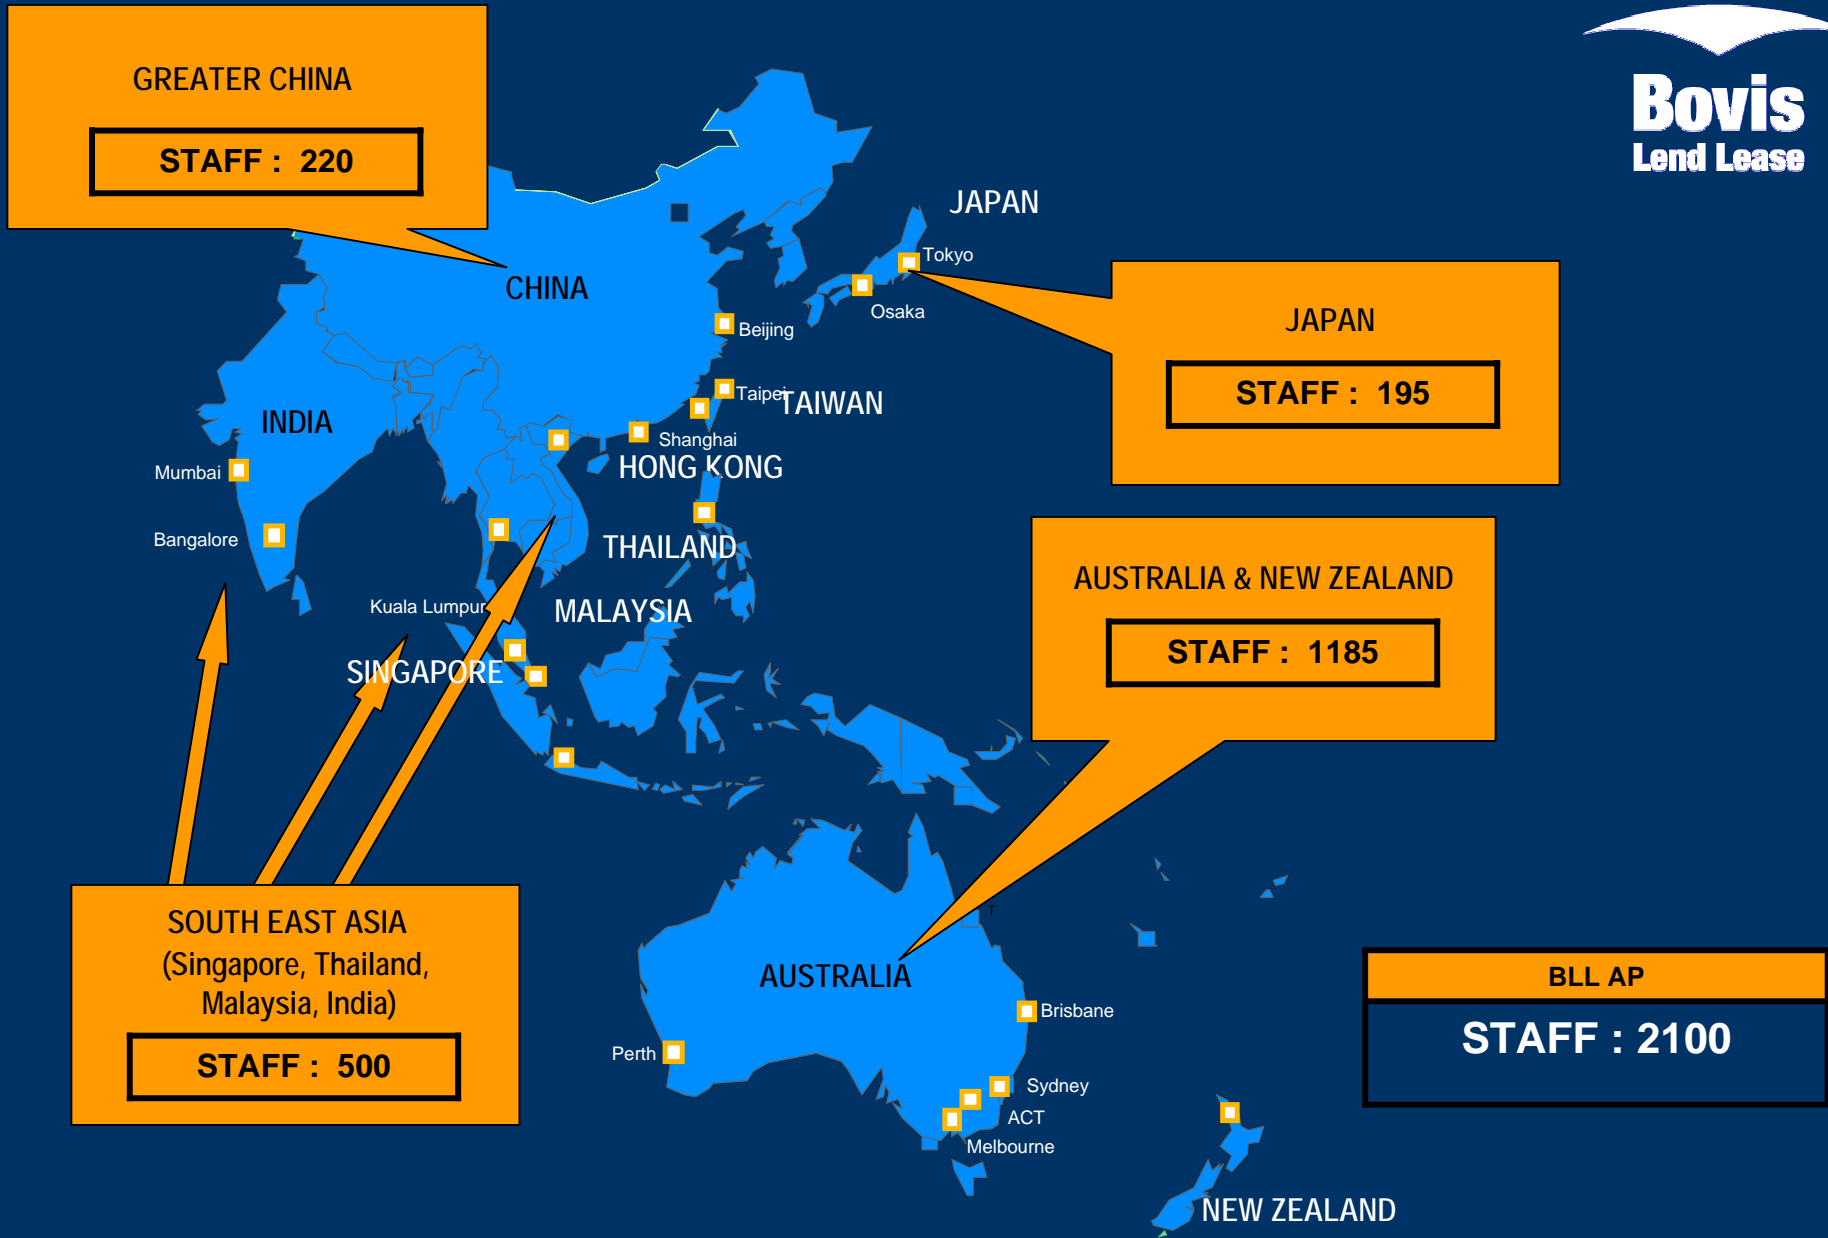 GREATER CHINA
STAFF : 220
Bovis
Lend Lease
JAPAN
Tokyo
Osaka
CHINA
Beijing
JAPAN
STAFF : 195
Taipei
TAIWAN
INDIA
Shanghai
HONG KONG
Mumbai
Bangalore
THAILAND
Kuala Lumpur
MALAYSIA
SINGAPORE
AUSTRALIA & NEW ZEALAND
STAFF : 1185
SOUTH EAST ASIA
(Singapore, Thailand,
Malaysia, India)
STAFF : 500
T
AUSTRALIA
Brisbane
Perth
Sydney
ACT
Melbourne
BLL AP
STAFF : 2100
NEW ZEALAND